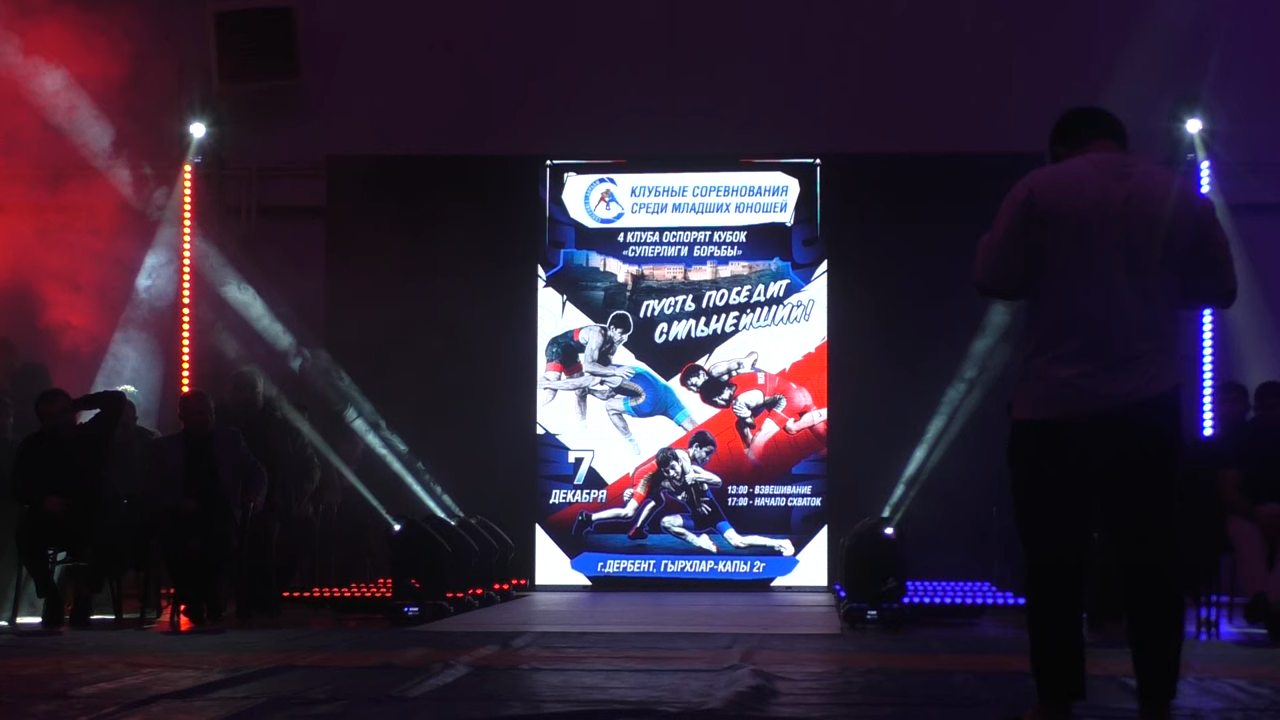 КЛУБНЫЕ СОРЕВНОВАНИЯ
СРЕДИ МЛАДШИХ ЮНОШЕЙ
4 КЛУБА ОСПОРЯТ КУБОК
«СУПЕРЛИГИ БОРЬБЫ»
ПУСТЬ ПОБЕДИТ
СИЛЬНЕЙШИЙ!
7
ДЕКАБРЯ
13:00 - ВЗВЕШИВАНИЕ
17:00 - НАЧАЛО СХВАТОК
г.ДЕРБЕНТ, ГЫРХЛАР-КАПЫ 2г